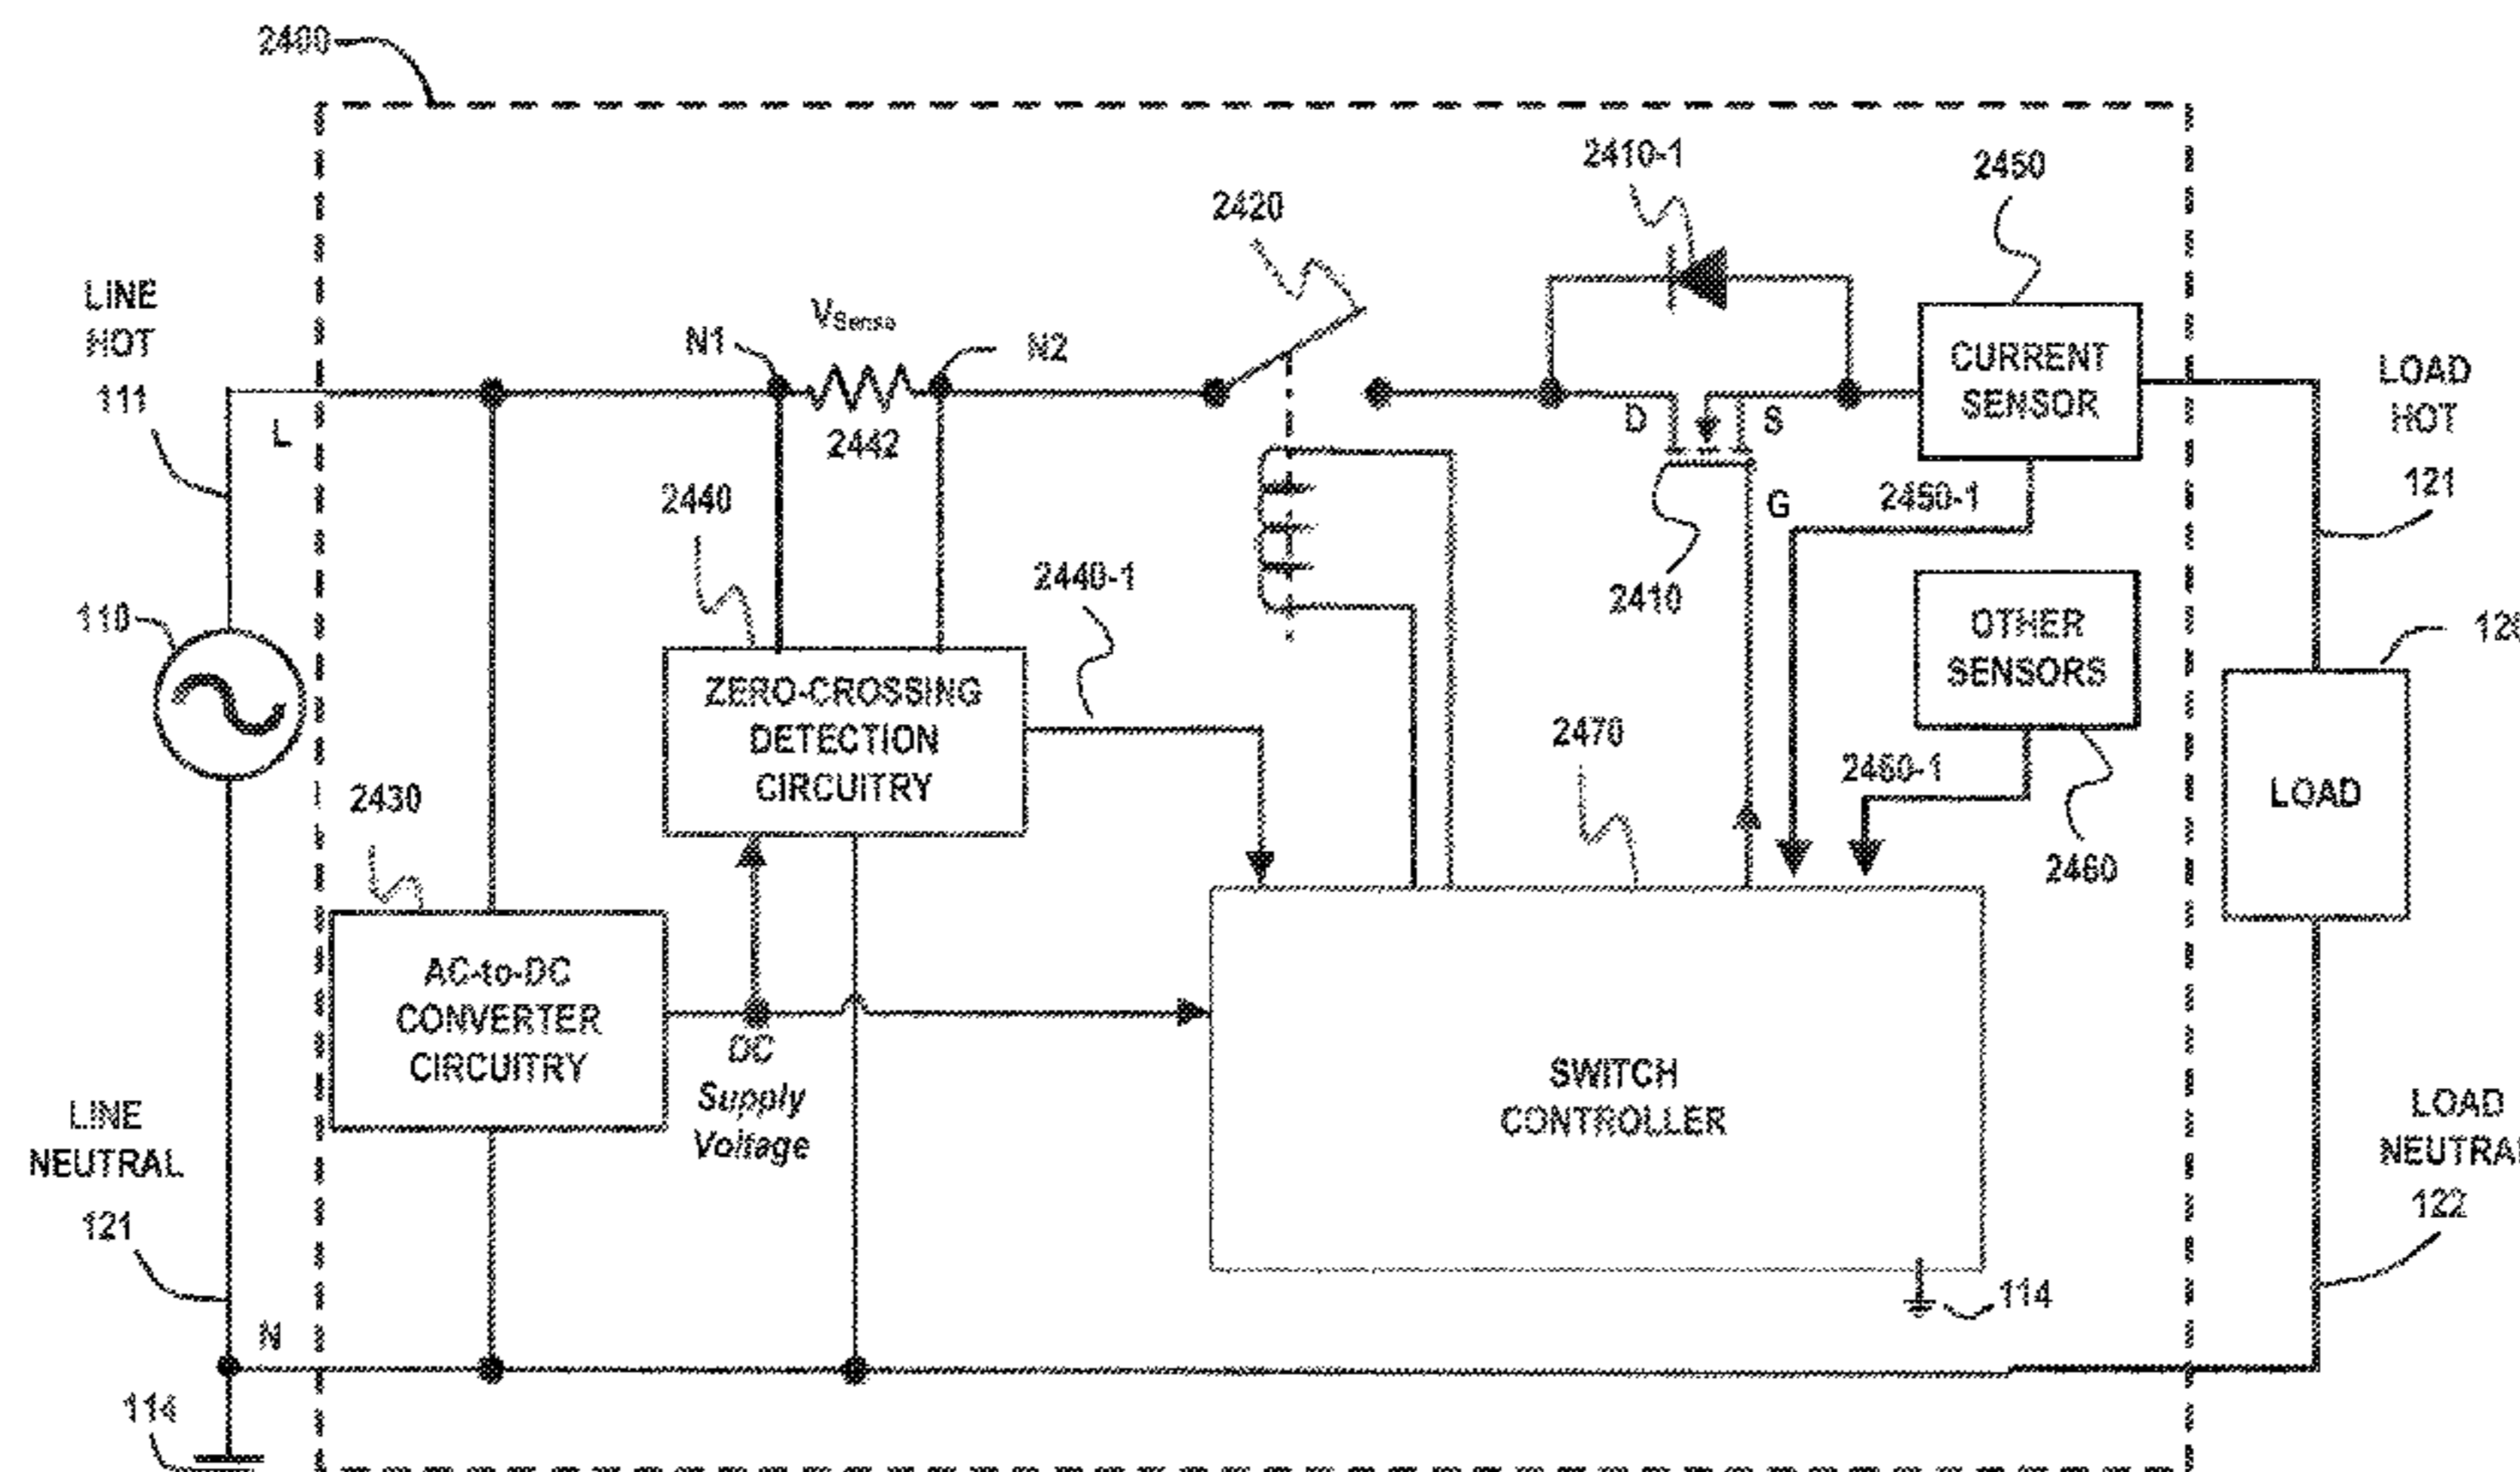 2400
2410-1
2450
2420
LINE
HOT
111
L
N1
VSense
N2
2442
D
S
G
CURRENT
SENSOR
LOAD
HOT
121
2440
2440-1
2410
2450-1
110
ZERO-CROSSING
DETECTION
CIRCUITRY
OTHER
SENSORS
2470
2460-1
2460
LOAD
2430
AC-to-DC
CONVERTER
CIRCUITRY
DC
Supply
Voltage
SWITCH
CONTROLLER
LINE
NEUTRAL
121
LOAD
122
114
N
114